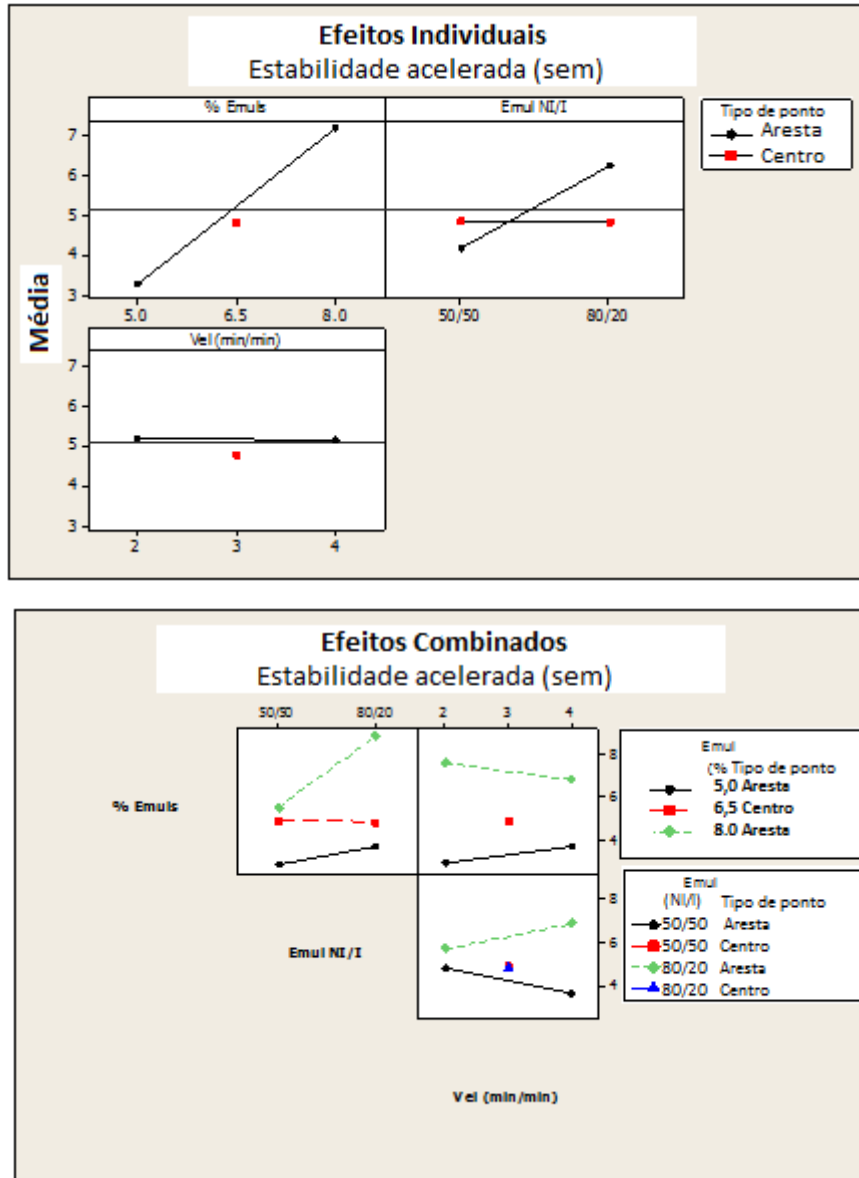 Efeitos Individuais
Estabilidade acelerada (sem)
% Emuls Emul NI/I
Tipo de ponto
Aresta
Centro
7
6
5
4
3
Média
5.0 6.5 8.0 50/50 80/20
Vel (min/min)
7
6
5
4
3
2 3 4
Efeitos Combinados
Estabilidade acelerada (sem)
50/50 80/20 2 3 4
8
6
4
% Emuls
Emul
(% Tipo de ponto
5,0 Aresta
6,5 Centro
8.0 Aresta
8
6
4
Emul NI/I
Emul
(NI/I) Tipo de ponto
50/50 Aresta
50/50 Centro
80/20 Aresta
80/20 Centro
Vel (min/min)